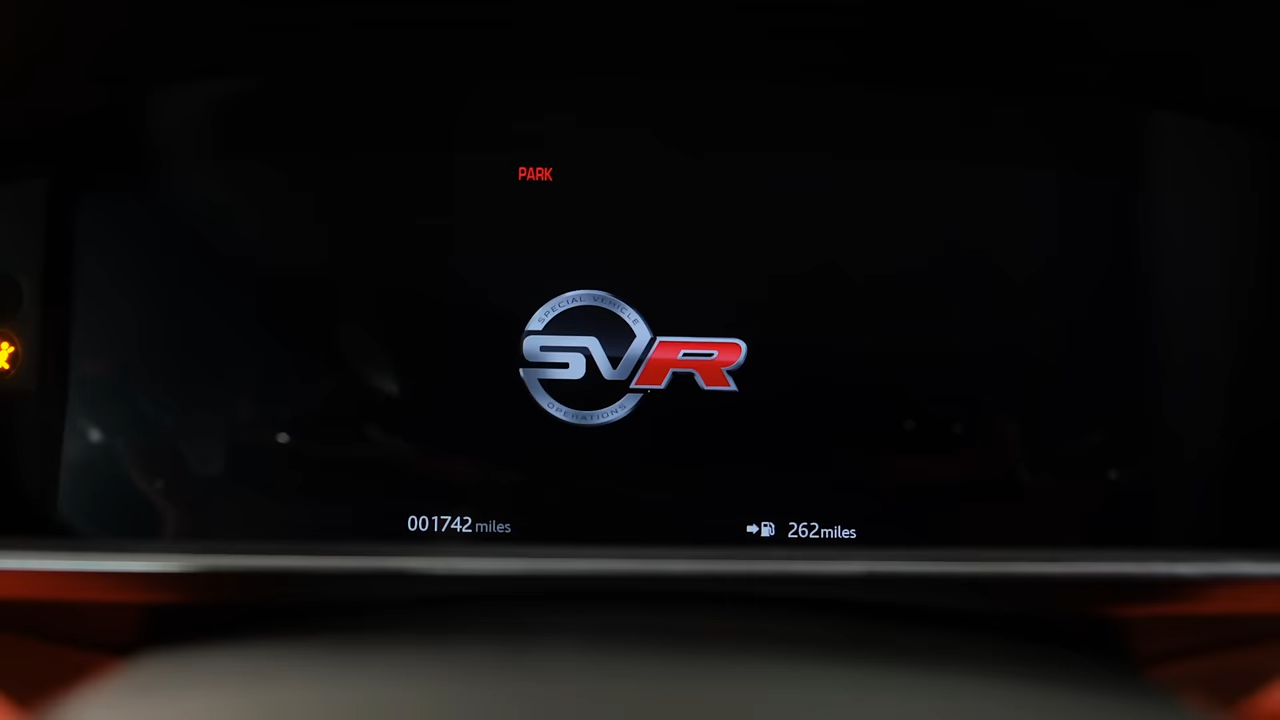 PARK
SPECIAL VEHICLE
SVR
OPERATIONS
001742 miles
262 miles